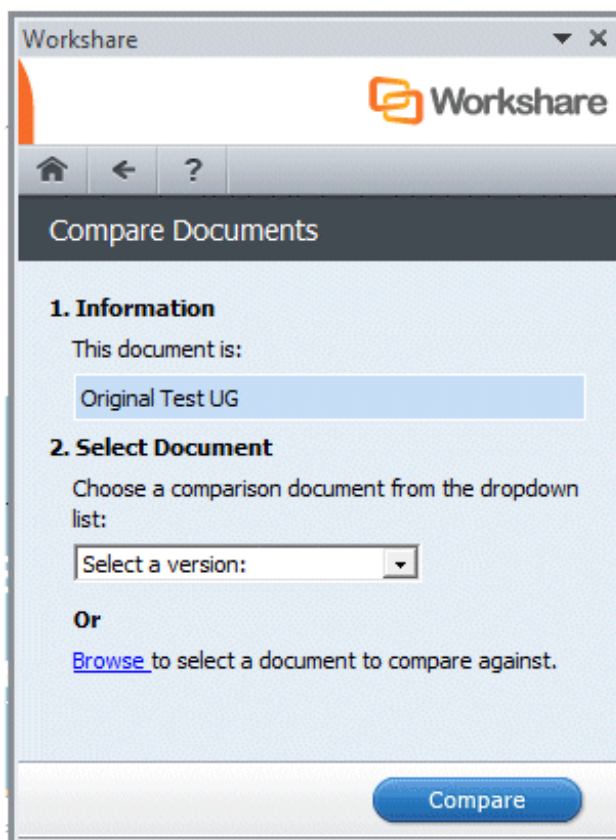 Workshare
Workshare
?
Compare Documents
1. Information
This document is:
Original Test UG
2. Select Document
Choose a comparison document from the dropdown
list:
Select a version:
Or
Browse to select a document to compare against.
Compare